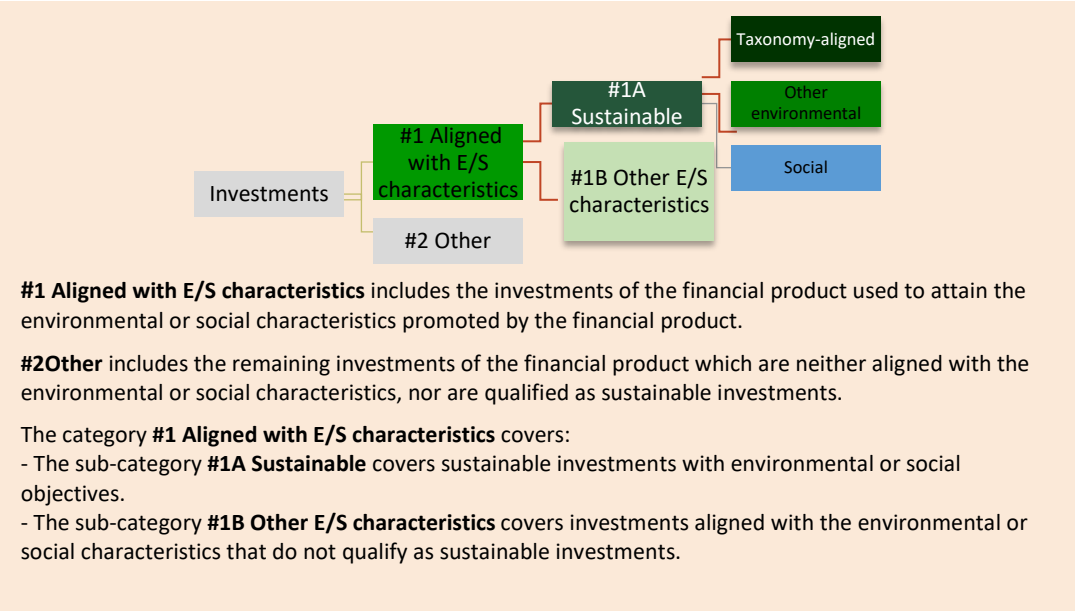 Taxonomy-aligned
#1A
Sustainable
Other
environmental
#1 Aligned
with E/S
characteristics
Social
#1B Other E/S
characteristics
Investments
#2 Other
#1 Aligned with E/S characteristics includes the investments of the financial product used to attain the
environmental or social characteristics promoted by the financial product.
#2Other includes the remaining investments of the financial product which are neither aligned with the
environmental or social characteristics, nor are qualified as sustainable investments.
The category #1 Aligned with E/S characteristics covers:
- The sub-category #1A Sustainable covers sustainable investments with environmental or social
objectives.
- The sub-category #1B Other E/S characteristics covers investments aligned with the environmental or
social characteristics that do not qualify as sustainable investments.